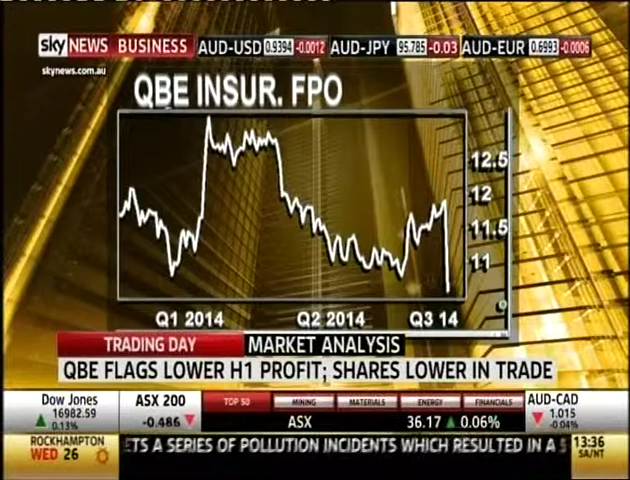 sky NEWS BUSINESS AUD-USD 0.9394 -0.0012 AUD-JPY 95.785 -0.03 AUD-EUR 0.6993 -0.0006
skynews.com.au
QBE INSUR. FPO
12.5
12
11.5
11
Q1 2014 Q2 2014 Q3 14
TRADING DAY MARKET ANALYSIS
QBE FLAGS LOWER H1 PROFIT; SHARES LOWER IN TRADE
Dow Jones ASX 200 TOP 50 MINING MATERIALS ENERGY FINANCIALS AUD-CAD
16982.59 0.13% -0.486 ASX 36.17 0.06% 1.015 -0.04%
ROCKHAMPTON
WED 26
ETS A SERIES OF POLLUTION INCIDENTS WHICH RESULTED IN A
13:36
SA/NT